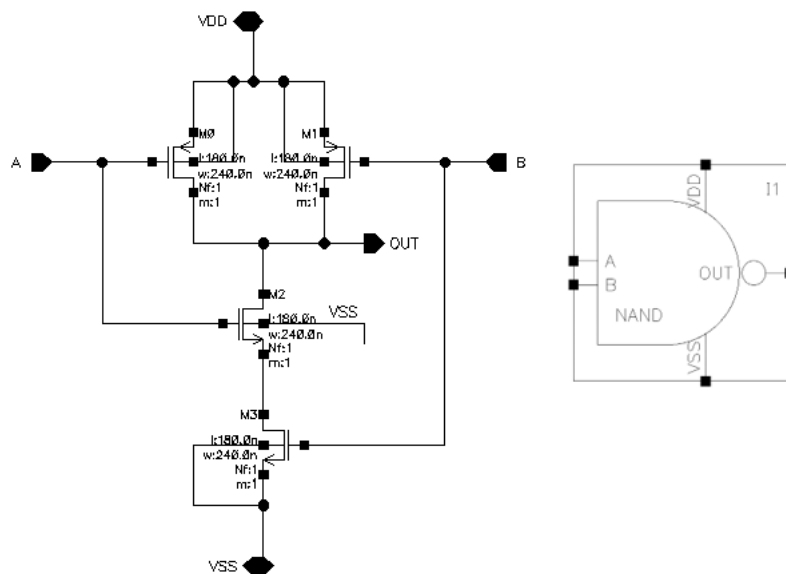 VDD
A
M0
l:180.0n
w:240.0n
Nf:1
m:1
M1
l:180.0n
w:240.0n
Nf:1
m:1
B
OUT
M2
l:180.0n
w:240.0n
Nf:1
m:1
VSS
M3
l:180.0n
w:240.0n
Nf:1
m:1
VSS
VDD
I1
A
B
OUT
NAND
VSS